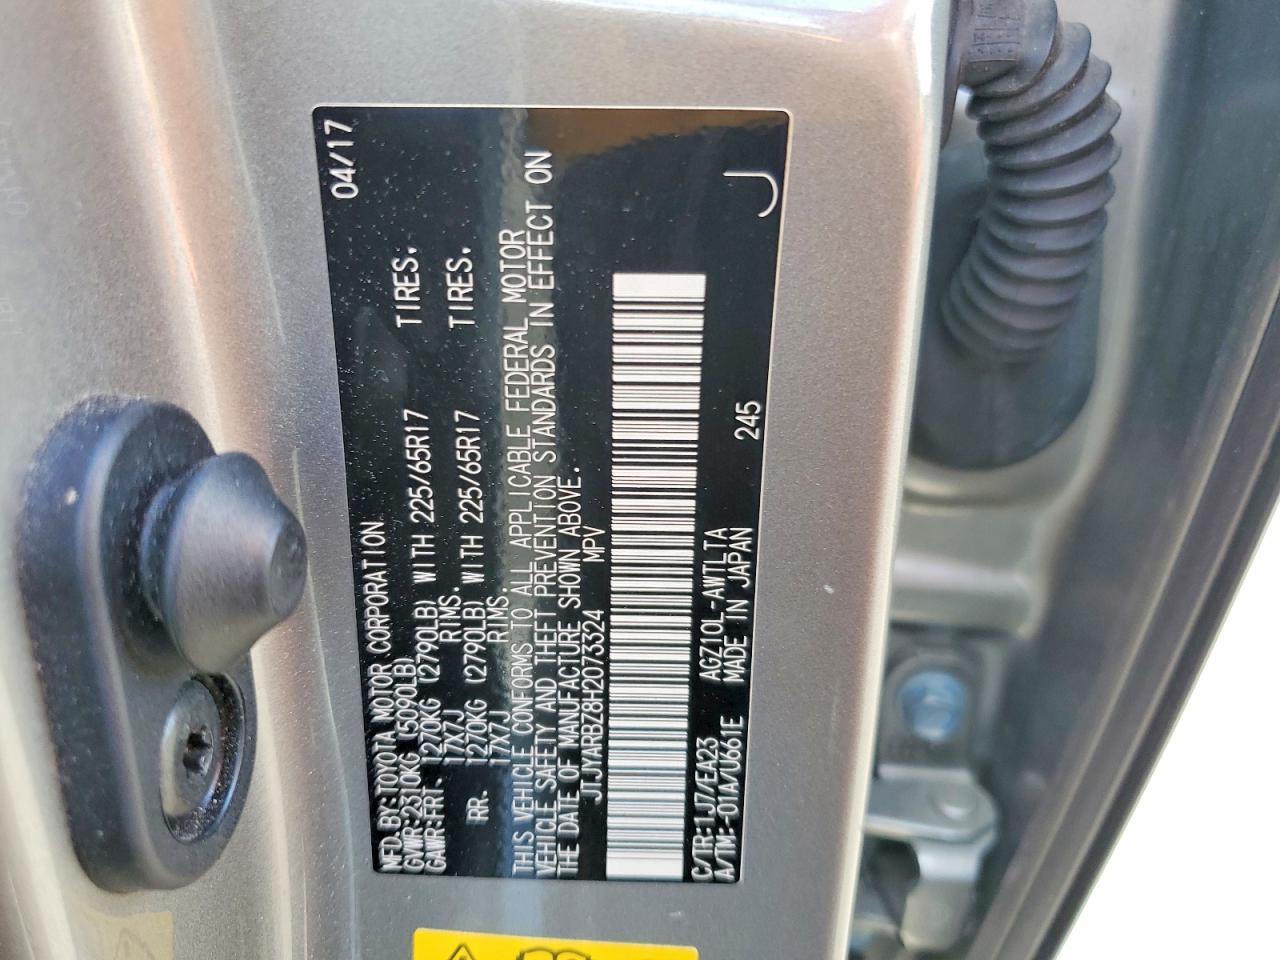 MFD.BY:TOYOTA MOTOR CORPORATION 04/17
GVWR:2310KG (5090LB)
GAWR:FRT. 1270KG (2790LB) WITH 225/65R17 TIRES.
17X7J RIMS.
RR. 1270KG (2790LB) WITH 225/65R17 TIRES.
17X7J RIMS.
THIS VEHICLE CONFORMS TO ALL APPLICABLE FEDERAL MOTOR
VEHICLE SAFETY AND THEFT PREVENTION STANDARDS IN EFFECT ON
THE DATE OF MANUFACTURE SHOWN ABOVE.
JTJYARBZ8H2073324 MPV
C/TR:1J7/EA23 AGZ10L-AWTLTA
A/TM:-01A/U661E MADE IN JAPAN 245 J